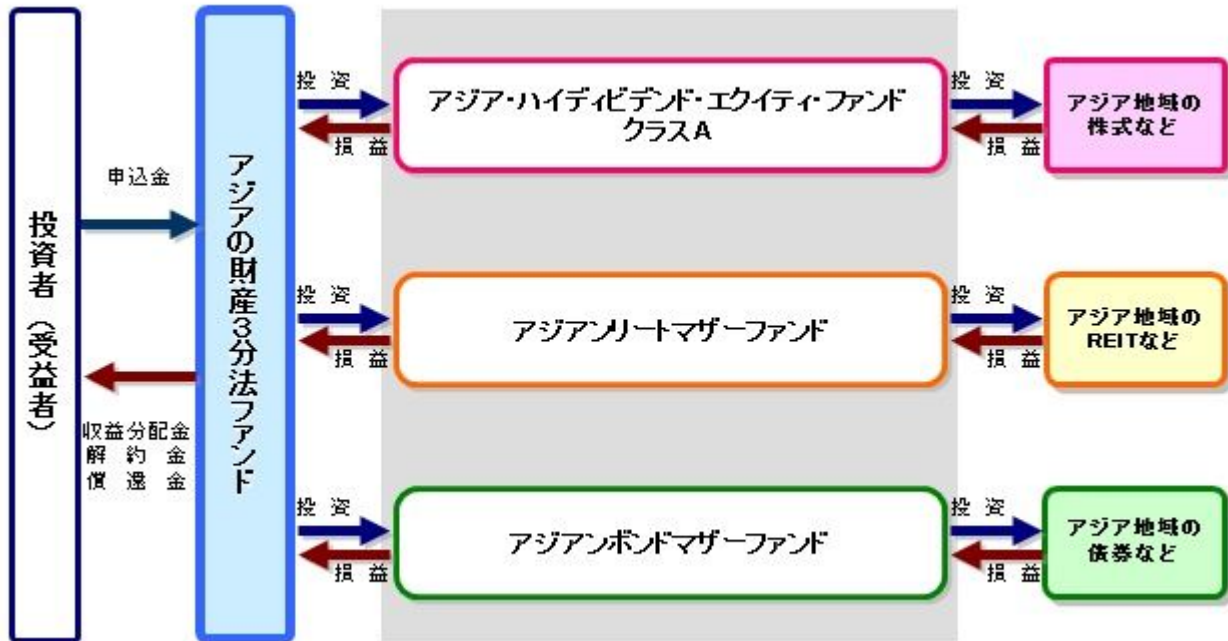 投資者（受益者）
申込金
収益分配金
解約金
償還金
アジアの財産3分法ファンド
投資
損益
アジア・ハイディビデンド・エクイティ・ファンド
クラスA
投資
損益
アジア地域の
株式など
投資
損益
アジアンリートマザーファンド
投資
損益
アジア地域の
REITなど
投資
損益
アジアンボンドマザーファンド
投資
損益
アジア地域の
債券など